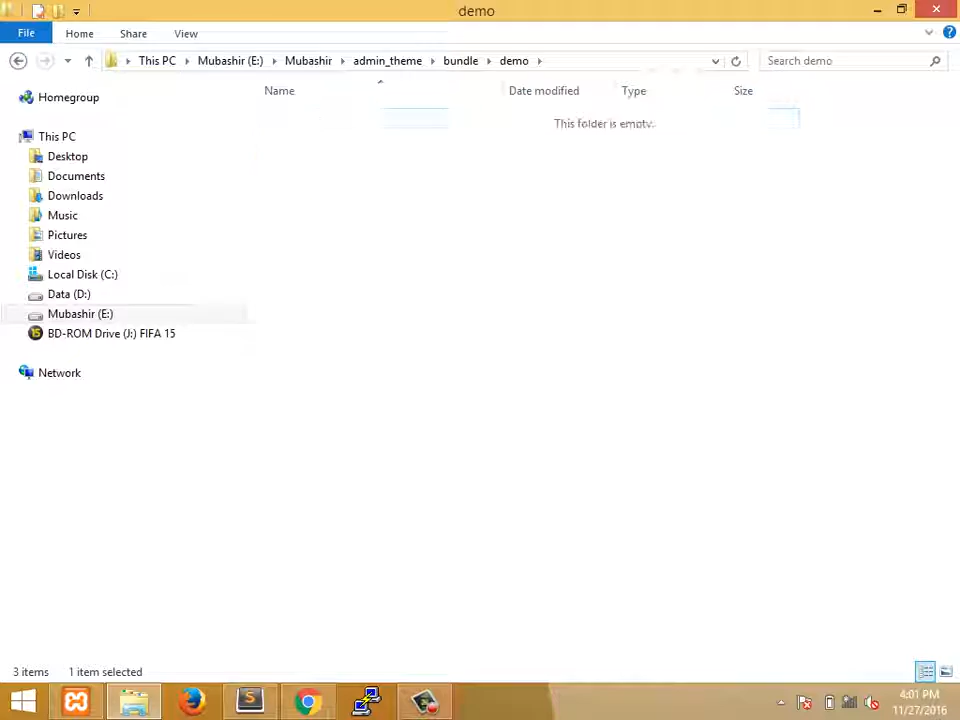 demo
File Home Share View
This PC Mubashir (E:) Mubashir admin_theme bundle demo Search demo
Name Date modified Type Size
This folder is empty.
Homegroup
This PC
Desktop
Documents
Downloads
Music
Pictures
Videos
Local Disk (C:)
Data (D:)
Mubashir (E:)
BD-ROM Drive (J:) FIFA 15
Network
3 items 1 item selected
4:01 PM
11/27/2016